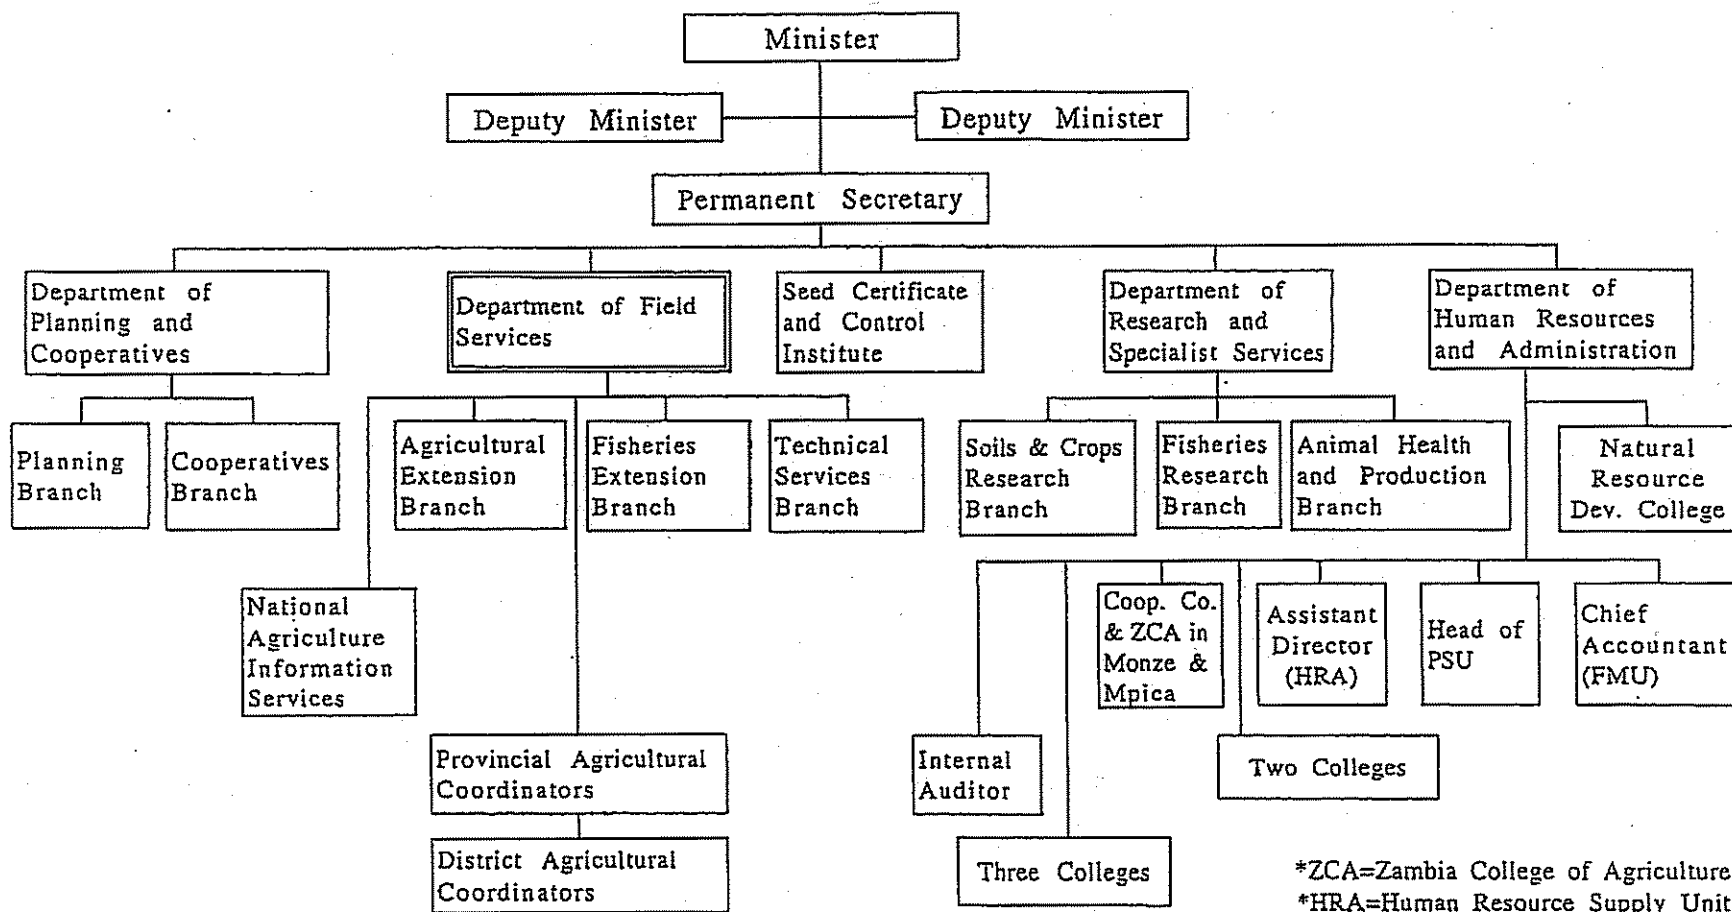 Minister
Deputy Minister
Deputy Minister
Permanent Secretary
Department of
Planning and
Cooperatives
Department of Field
Services
Seed Certificate
and Control
Institute
Department of
Research and
Specialist Services
Department of
Human Resources
and Administration
Planning
Branch
Cooperatives
Branch
Agricultural
Extension
Branch
Fisheries
Extension
Branch
Technical
Services
Branch
Soils & Crops
Research
Branch
Fisheries
Research
Branch
Animal Health
and Production
Branch
Natural
Resource
Dev. College
National
Agriculture
Information
Services
Coop. Co.
& ZCA in
Monze &
Mpica
Assistant
Director
(HRA)
Head of
PSU
Chief
Accountant
(FMU)
Provincial Agricultural
Coordinators
Internal
Auditor
Two Colleges
District Agricultural
Coordinators
Three Colleges
*ZCA=Zambia College of Agriculture
*HRA=Human Resource Supply Unit